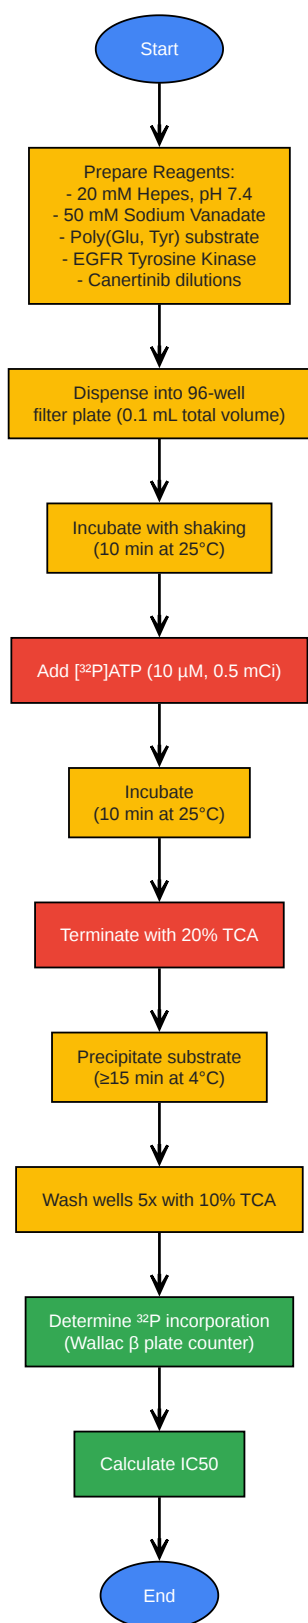 Start
Prepare Reagents:
- 20 mM Hepes, pH 7.4
- 50 mM Sodium Vanadate
- Poly(Glu, Tyr) substrate
- EGFR Tyrosine Kinase
- Canertinib dilutions
Dispense into 96-well
filter plate (0.1 mL total volume)
Incubate with shaking
(10 min at 25°C)
Add [³²P]ATP (10 µM, 0.5 mCi)
Incubate
(10 min at 25°C)
Terminate with 20% TCA
Precipitate substrate
(≥15 min at 4°C)
Wash wells 5x with 10% TCA
Determine ³²P incorporation
(Wallac β plate counter)
Calculate IC50
End